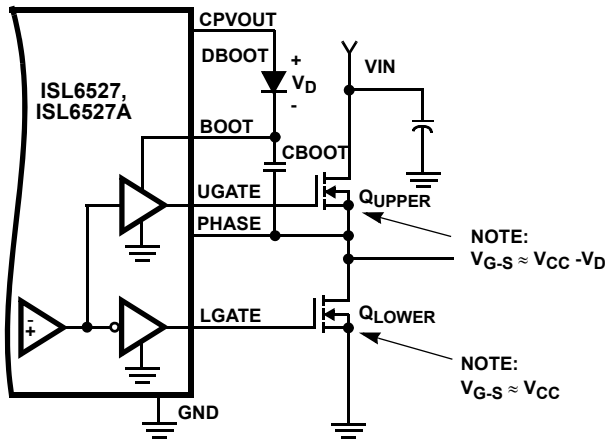 CPVOUT
DBOOT
+
VD
-
VIN
ISL6527,
ISL6527A
BOOT
CBOOT
UGATE
QUPPER
PHASE
NOTE:
VG-S ≈ VCC -VD
-
+
LGATE
QLOWER
NOTE:
VG-S ≈ VCC
GND